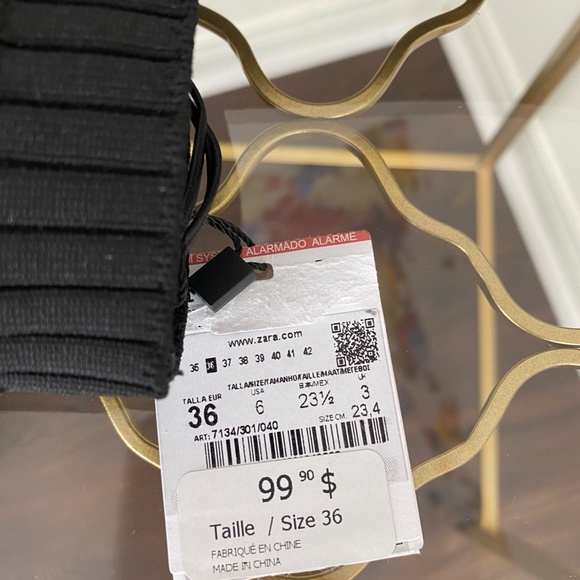 ALARMADO ALARME
www.zara.com
35 36 37 38 39 40 41 42
TALLA EUR USA B★/MEX UK
36 6 23½ 3
ART: 7134/301/040 SIZE CM. 23,4
99 90 $
Taille / Size 36
FABRIQUÉ EN CHINE
MADE IN CHINA